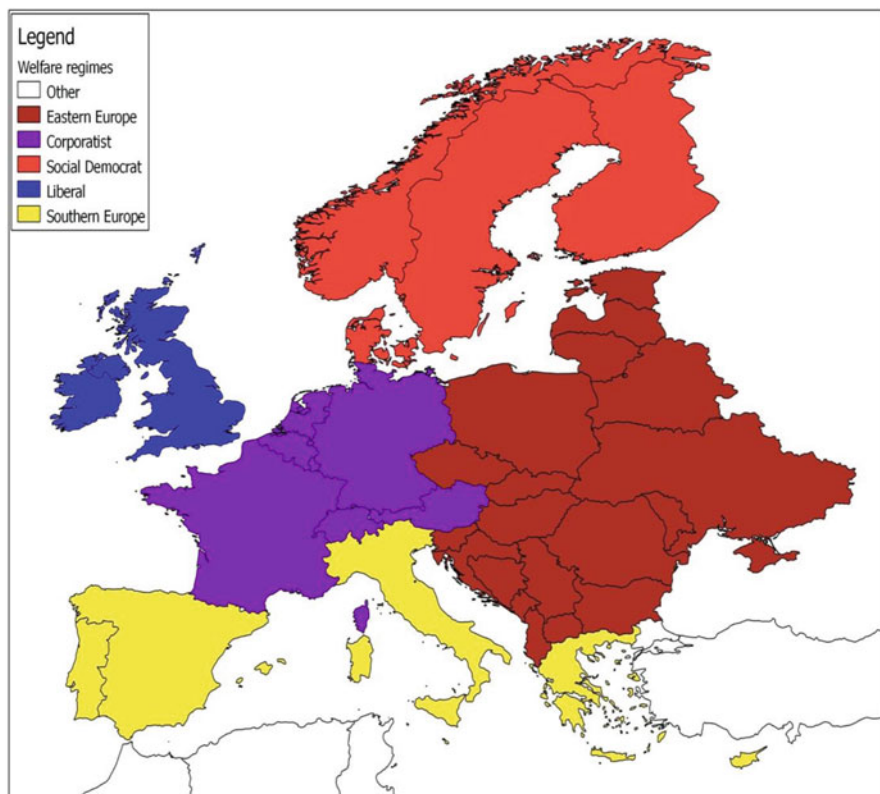 Legend
Welfare regimes
Other
Eastern Europe
Corporatist
Social Democrat
Liberal
Southern Europe